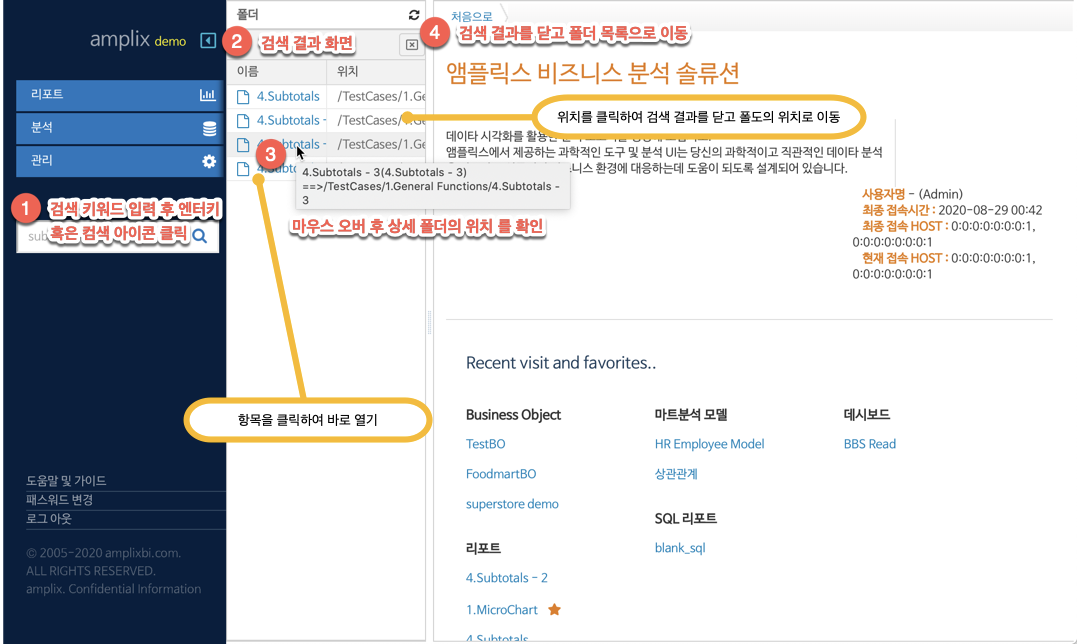 amplix demo
리포트
분석
관리
1 검색 키워드 입력 후 엔터키
혹은 컴색 아이콘 클릭
sub
도움말 및 가이드
패스워드 변경
로그 아웃
© 2005-2020 amplixbi.com.
ALL RIGHTS RESERVED.
amplix. Confidential Information
폴더
2 검색 결과 화면
이름 위치
4.Subtotals /TestCases/1.Ge
4.Subtotals - /TestCases/1.Ge
4.Subtotals - /TestCases/1.Ge
3
4.Subtotals - 3(4.Subtotals - 3)
==>/TestCases/1.General Functions/4.Subtotals -
3
마우스 오버 후 상세 폴더의 위치 를 확인
항목을 클릭하여 바로 열기
처음으로
4 검색 결과를 닫고 폴더 목록으로 이동
앰플릭스 비즈니스 분석 솔류션
위치를 클릭하여 검색 결과를 닫고 폴도의 위치로 이동
데이타 시각화를 활용한
앰플릭스에서 제공하는 과학적인 도구 및 분석 UI는 당신의 과학적이고 직관적인 데이타 분석
니스 환경에 대응하는데 도움이 되도록 설계되어 있습니다.
사용자명 - (Admin)
최종 접속시간 : 2020-08-29 00:42
최종 접속 HOST : 0:0:0:0:0:0:0:1,
0:0:0:0:0:0:0:1
현재 접속 HOST : 0:0:0:0:0:0:0:1,
0:0:0:0:0:0:0:1
Recent visit and favorites..
Business Object
TestBO
FoodmartBO
superstore demo
리포트
4.Subtotals - 2
1.MicroChart
4.Subtotals
마트분석 모델
HR Employee Model
상관관계
SQL 리포트
blank_sql
데시보드
BBS Read